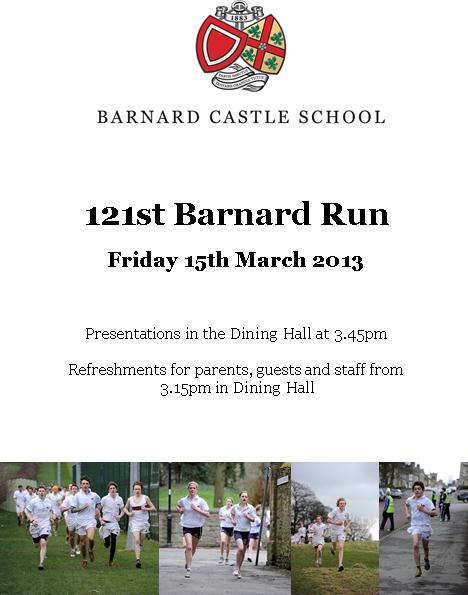 1883
BARNARD CASTLE SCHOOL
121st Barnard Run
Friday 15th March 2013
Presentations in the Dining Hall at 3.45pm
Refreshments for parents, guests and staff from
3.15pm in Dining Hall